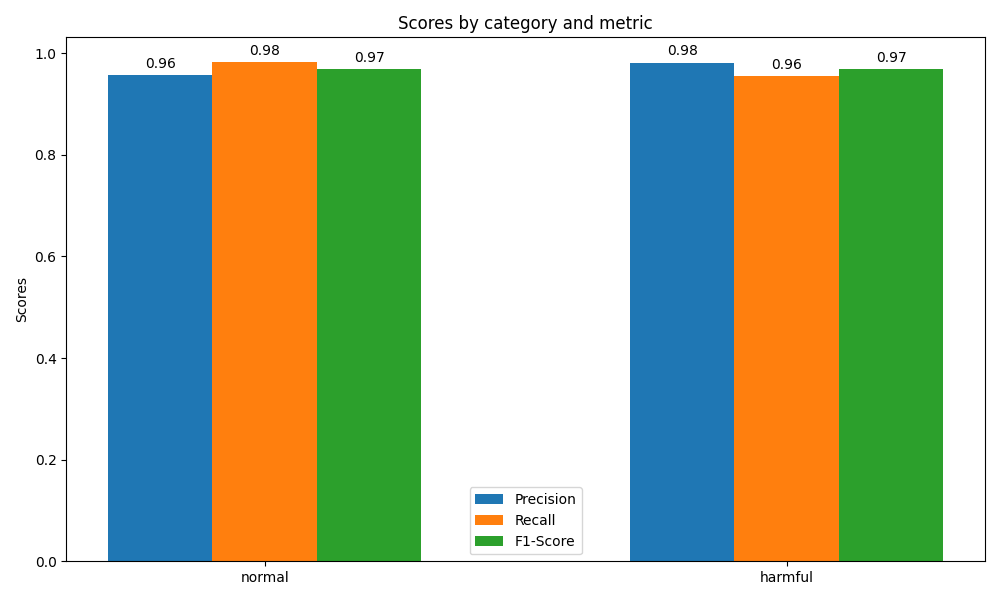 Scores by category and metric
Scores
1.0
0.8
0.6
0.4
0.2
0.0
0.96
0.98
0.97
0.98
0.96
0.97
normal
harmful
Precision
Recall
F1-Score